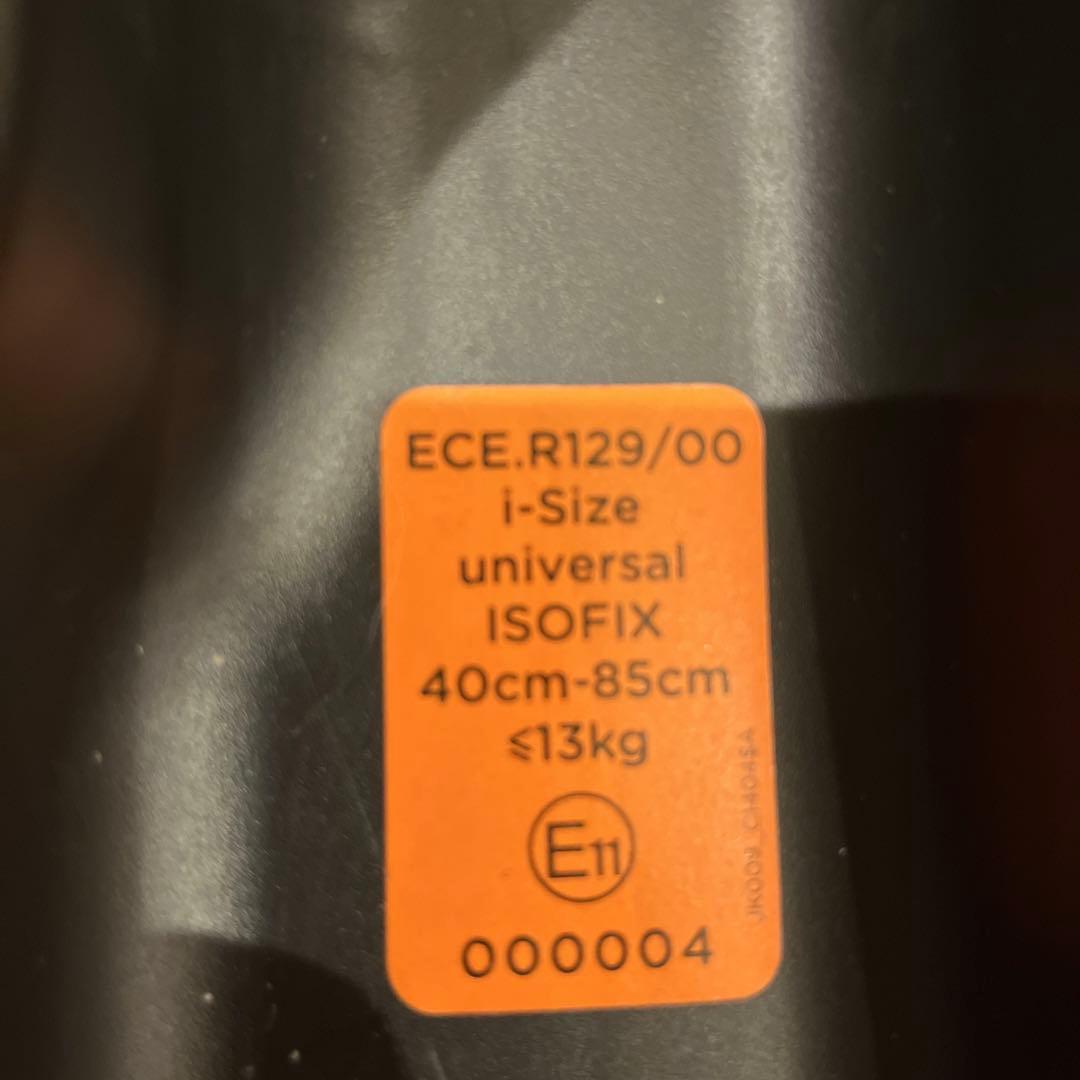 ECE.R129/00
i-Size
universal
ISOFIX
40cm-85cm
≤13kg
E11
000004